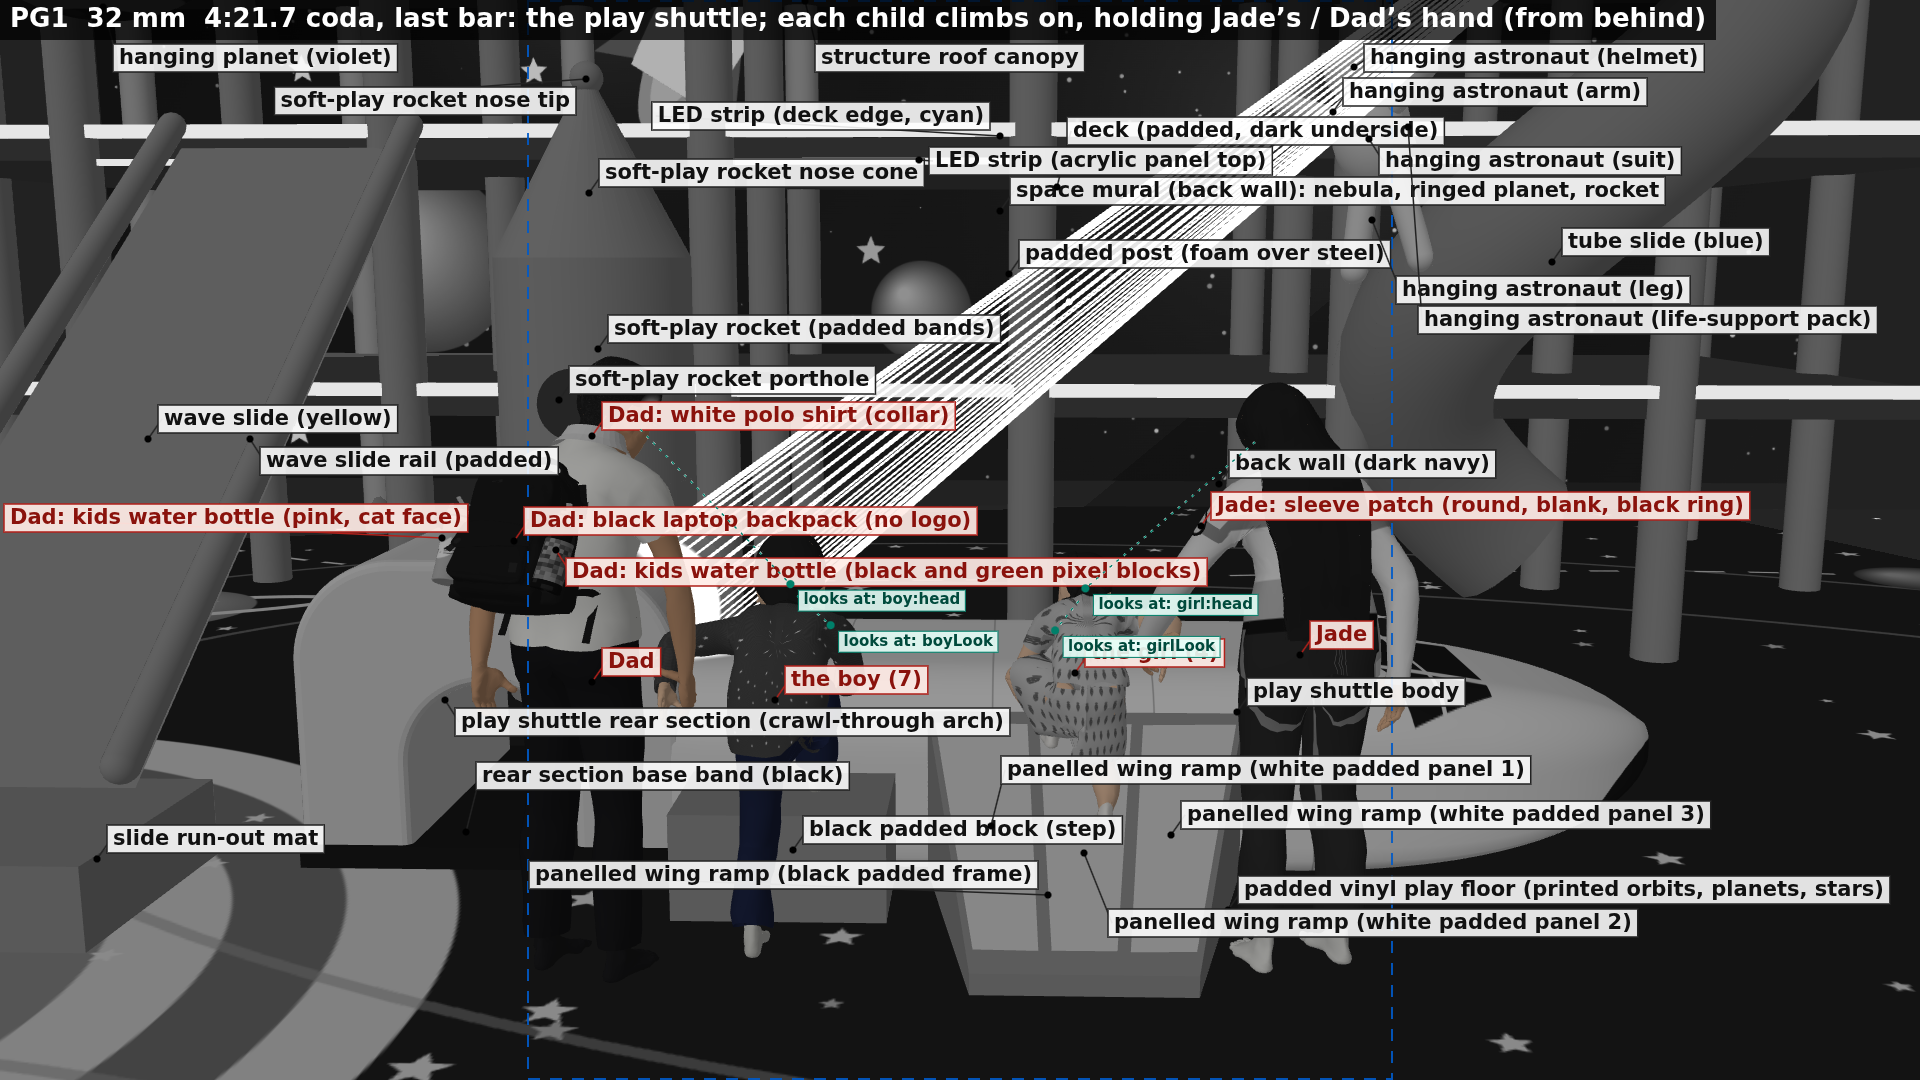 PG1 32 mm 4:21.7 coda, last bar: the play shuttle; each child climbs on, holding Jade’s / Dad’s hand (from behind)
hanging planet (violet)
structure roof canopy
hanging astronaut (helmet)
soft-play rocket nose tip
hanging astronaut (arm)
LED strip (deck edge, cyan)
deck (padded, dark underside)
LED strip (acrylic panel top)
hanging astronaut (suit)
soft-play rocket nose cone
space mural (back wall): nebula, ringed planet, rocket
padded post (foam over steel)
tube slide (blue)
hanging astronaut (leg)
hanging astronaut (life-support pack)
soft-play rocket (padded bands)
soft-play rocket porthole
wave slide (yellow)
Dad: white polo shirt (collar)
wave slide rail (padded)
back wall (dark navy)
Jade: sleeve patch (round, blank, black ring)
Dad: kids water bottle (pink, cat face)
Dad: black laptop backpack (no logo)
Dad: kids water bottle (black and green pixel blocks)
looks at: boy:head
looks at: girl:head
looks at: boyLook
looks at: girlLook
Jade
Dad
the boy (7)
play shuttle body
play shuttle rear section (crawl-through arch)
rear section base band (black)
panelled wing ramp (white padded panel 1)
panelled wing ramp (white padded panel 3)
black padded block (step)
slide run-out mat
panelled wing ramp (black padded frame)
padded vinyl play floor (printed orbits, planets, stars)
panelled wing ramp (white padded panel 2)